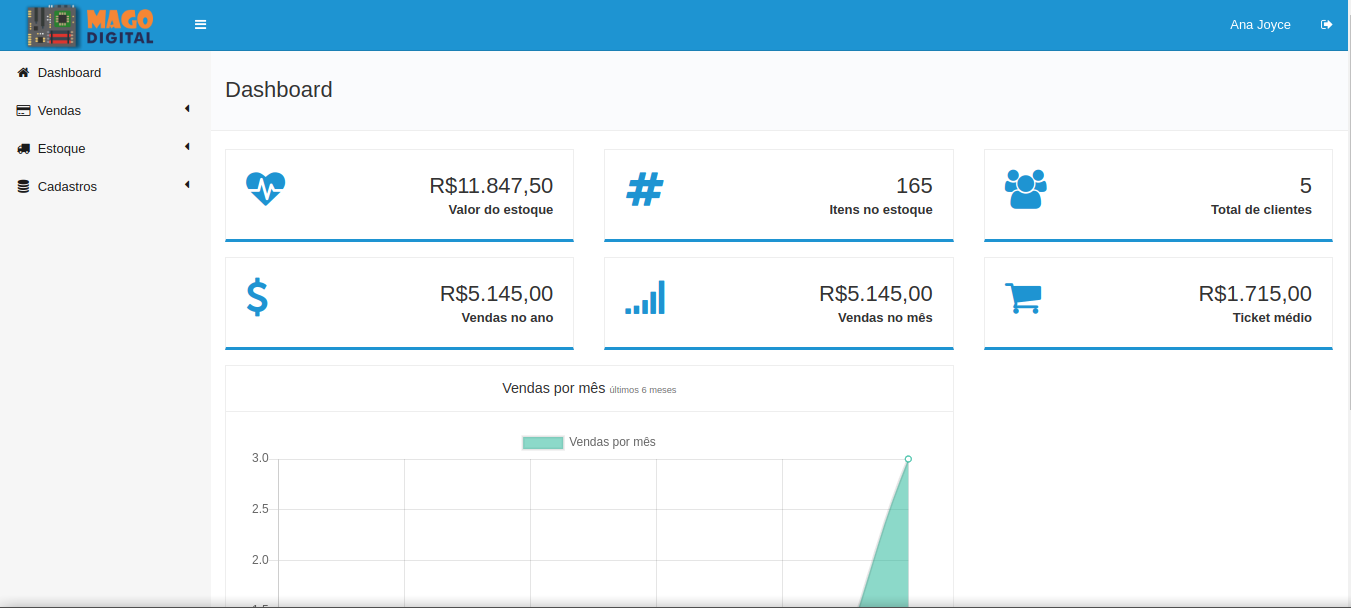 MAGO
DIGITAL
Ana Joyce
Dashboard
Vendas
Estoque
Cadastros
Dashboard
R$11.847,50
Valor do estoque
165
Itens no estoque
5
Total de clientes
R$5.145,00
Vendas no ano
R$5.145,00
Vendas no mês
R$1.715,00
Ticket médio
Vendas por mês últimos 6 meses
Vendas por mês
3.0
2.5
2.0